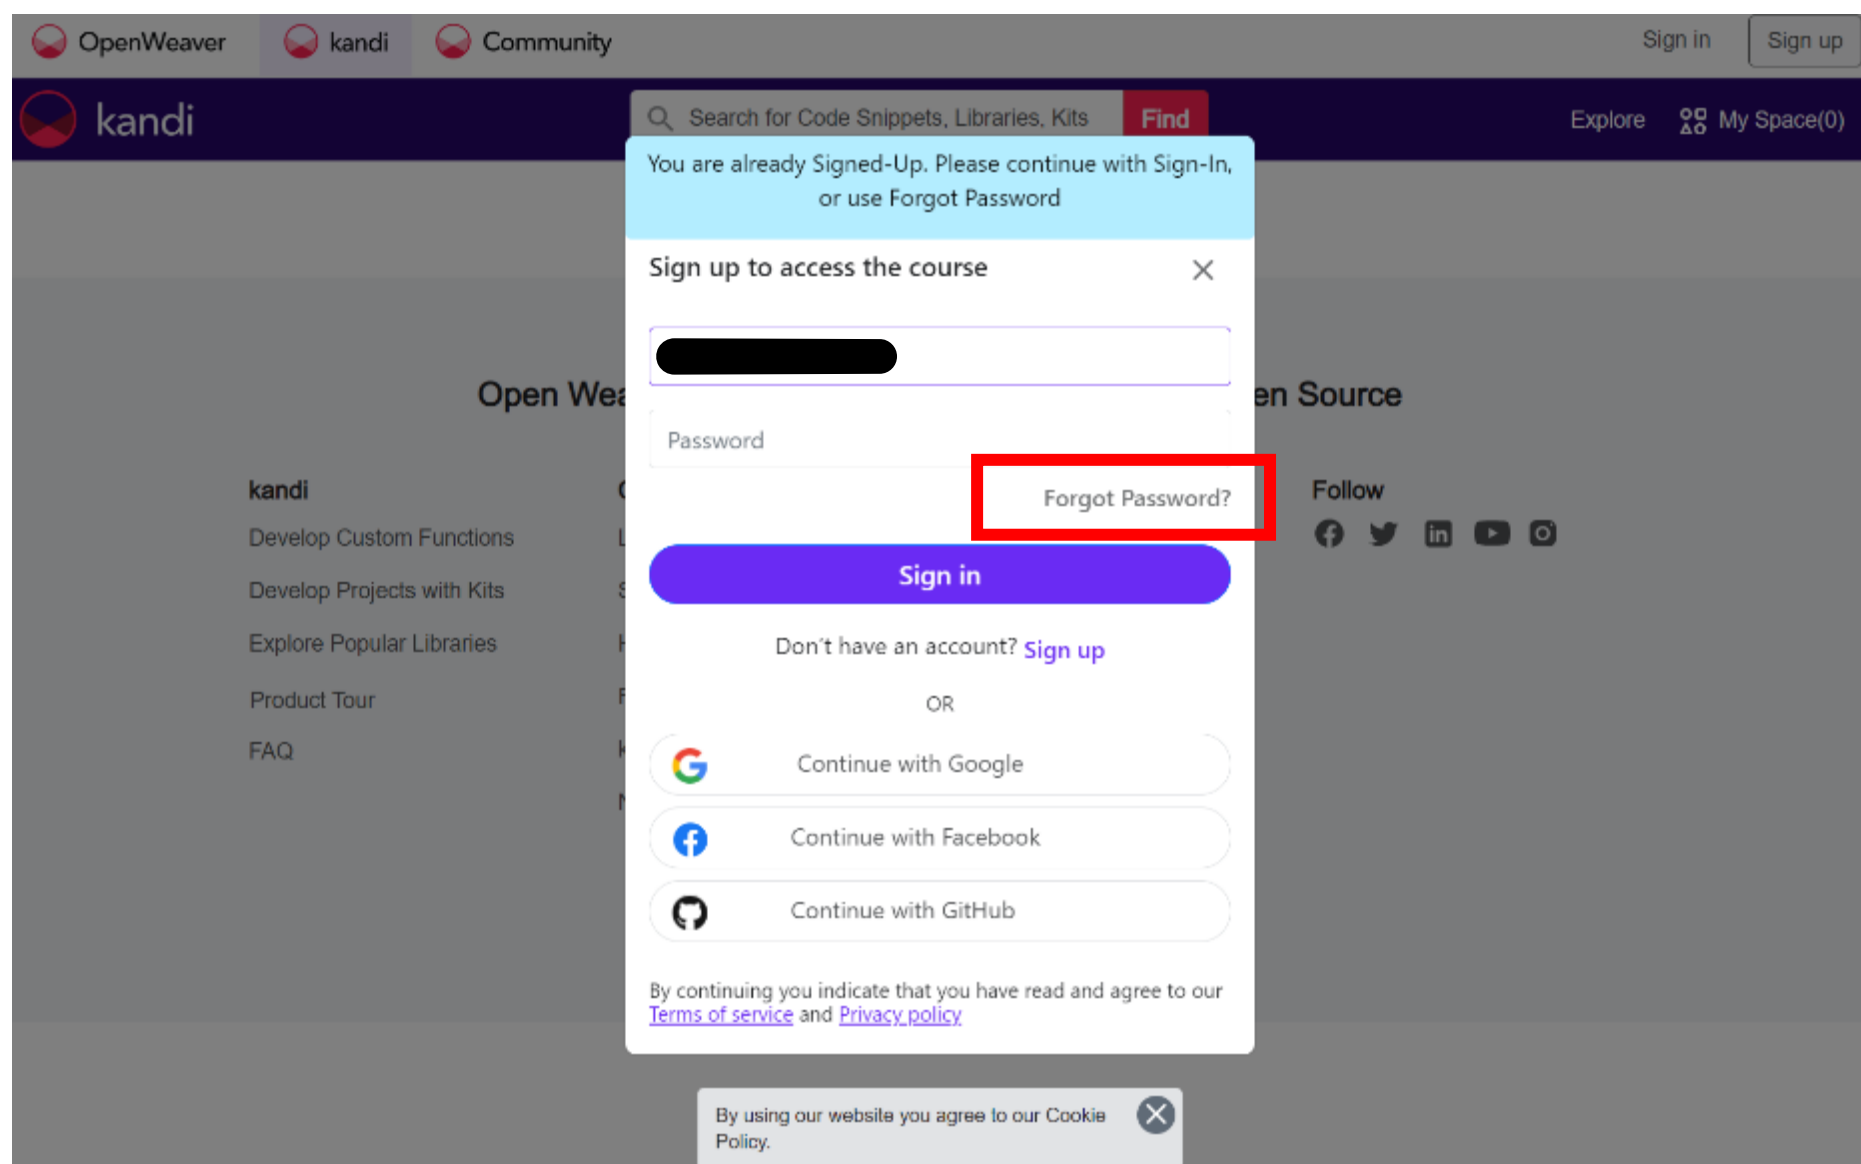 OpenWeaver
kandi
Community
Sign in
Sign up
kandi
Search for Code Snippets, Libraries, Kits
Find
Explore
My Space(0)
You are already Signed-Up. Please continue with Sign-In,
or use Forgot Password
Sign up to access the course
Open
en Source
Password
Forgot Password?
Sign in
Don't have an account? Sign up
OR
Continue with Google
Continue with Facebook
Continue with GitHub
By continuing you indicate that you have read and agree to our
Terms of service and Privacy policy
kandi
Develop Custom Functions
Develop Projects with Kits
Explore Popular Libraries
Product Tour
FAQ
Follow
By using our website you agree to our Cookie
Policy.